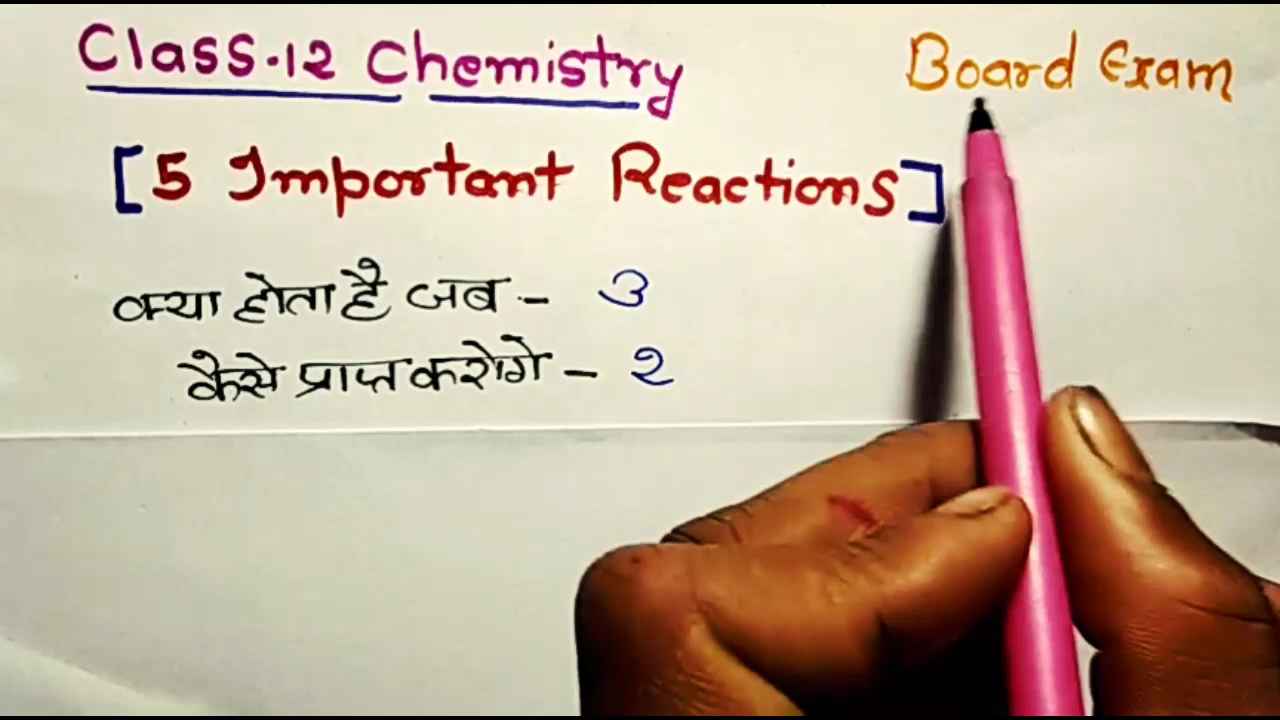 Class.12 Chemistry
Board Exam
[5 Important Reactions]
क्या होता है जब - 3
कैसे प्राप्त करोगे - 2